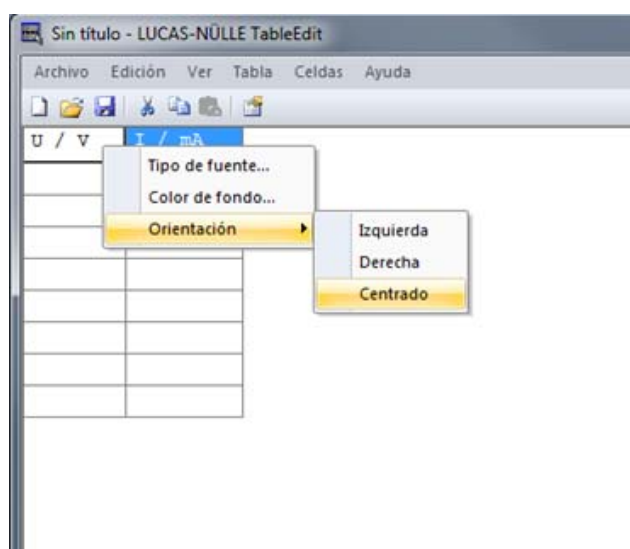 Sin título - LUCAS-NÜLLE TableEdit
Archivo Edición Ver Tabla Celdas Ayuda
U / V I / mA
Tipo de fuente...
Color de fondo...
Orientación
Izquierda
Derecha
Centrado